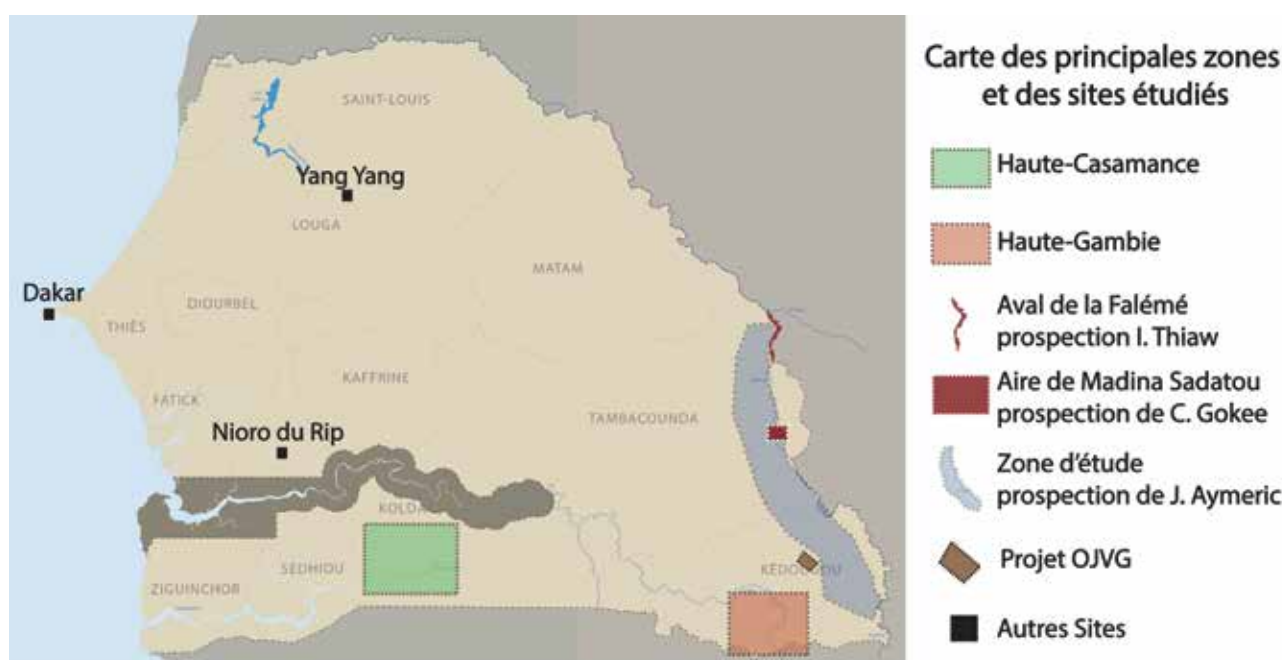 Carte des principales zones
et des sites étudiés
Haute-Casamance
Haute-Gambie
Aval de la Falémé
prospection I. Thiaw
Aire de Madina Sadatou
prospection de C. Gokee
Zone d'étude
prospection de J. Aymeric
Projet OJVG
Autres Sites
SAINT-LOUIS
Yang Yang
LOUGA
MATAM
Dakar
DIOURBEL
THIÈS
KAFFRINE
FATICK
TAMBACOUNDA
Nioro du Rip
KOLDA
SÉDHIOU
KÉDOUGOU
ZIGUINCHOR